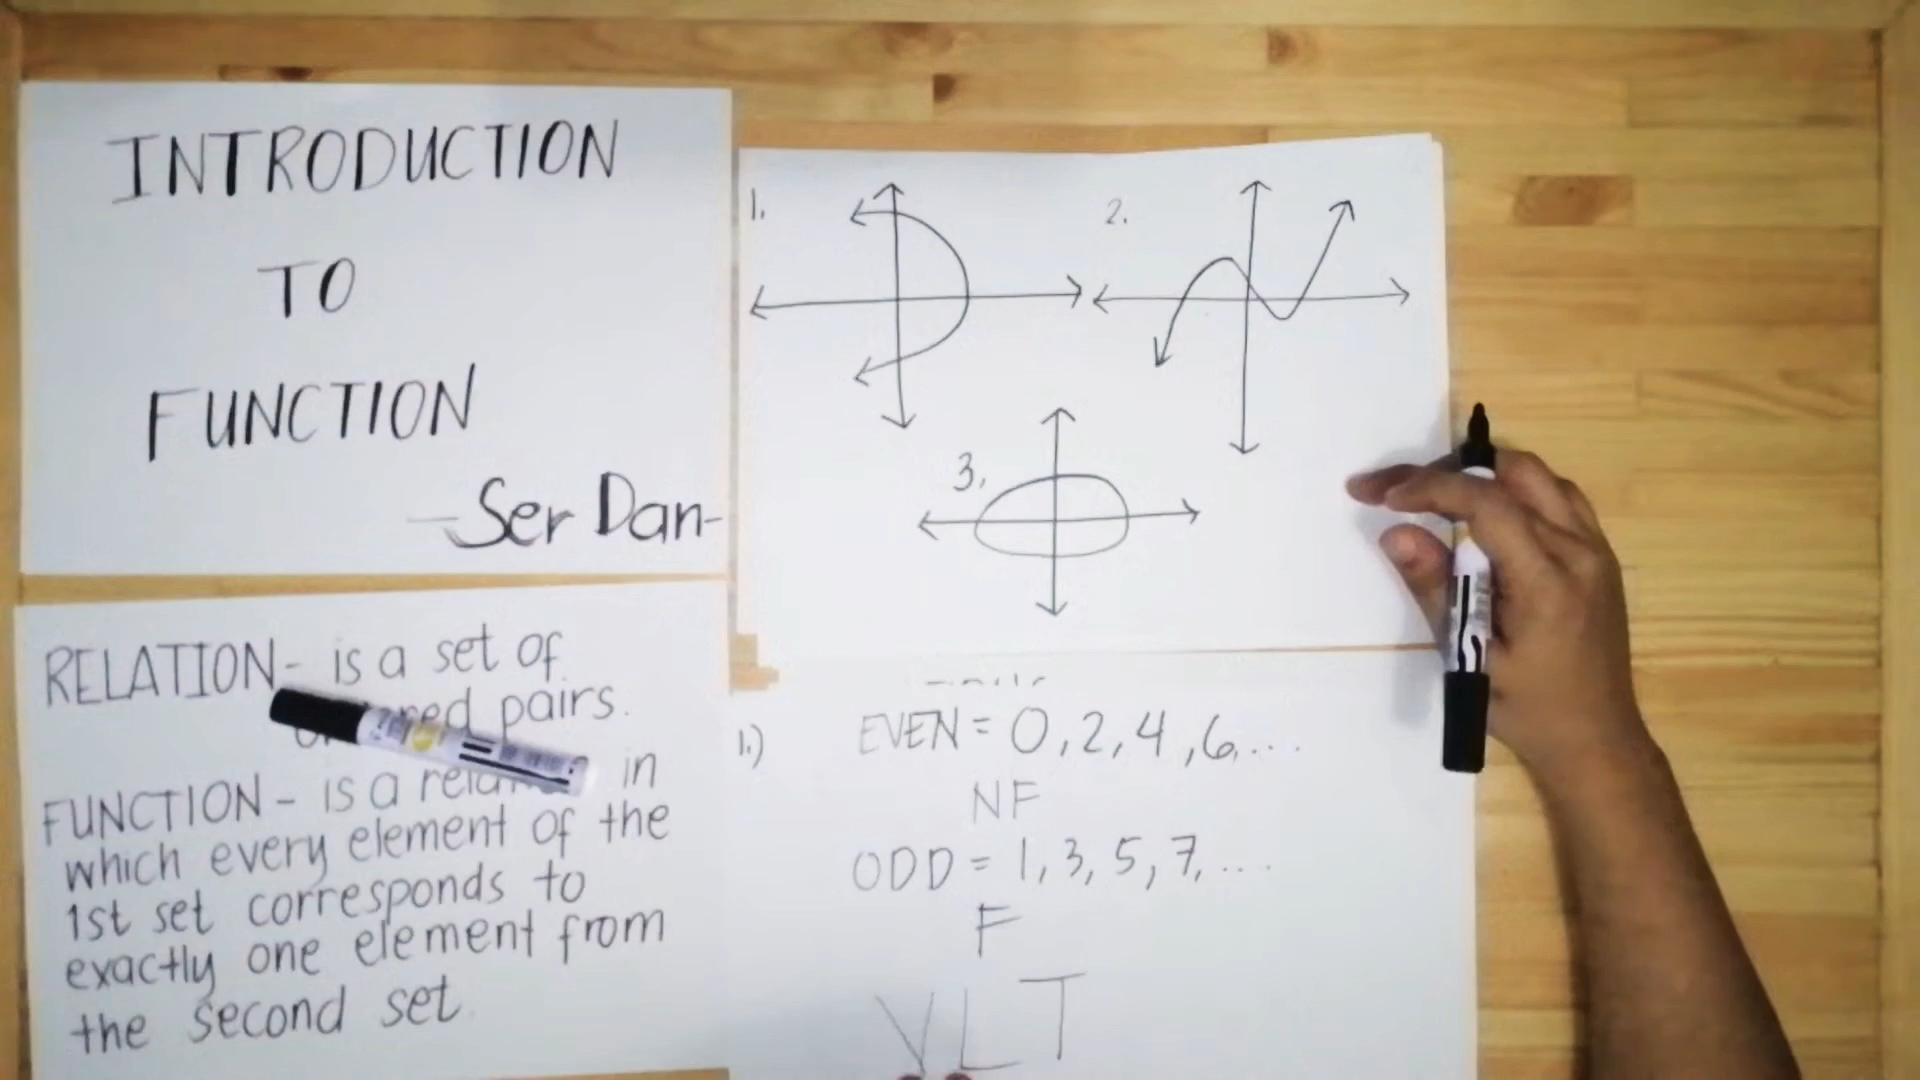 INTRODUCTION
TO
FUNCTION
-Ser Dan-
RELATION- is a set of
pairs.
FUNCTION- is a in
which every element of the
1st set corresponds to
exactly one element from
the second set.
1.
2.
3.
1.) EVEN = 0, 2, 4, 6, ...
NF
ODD = 1, 3, 5, 7, ....
F
VLT